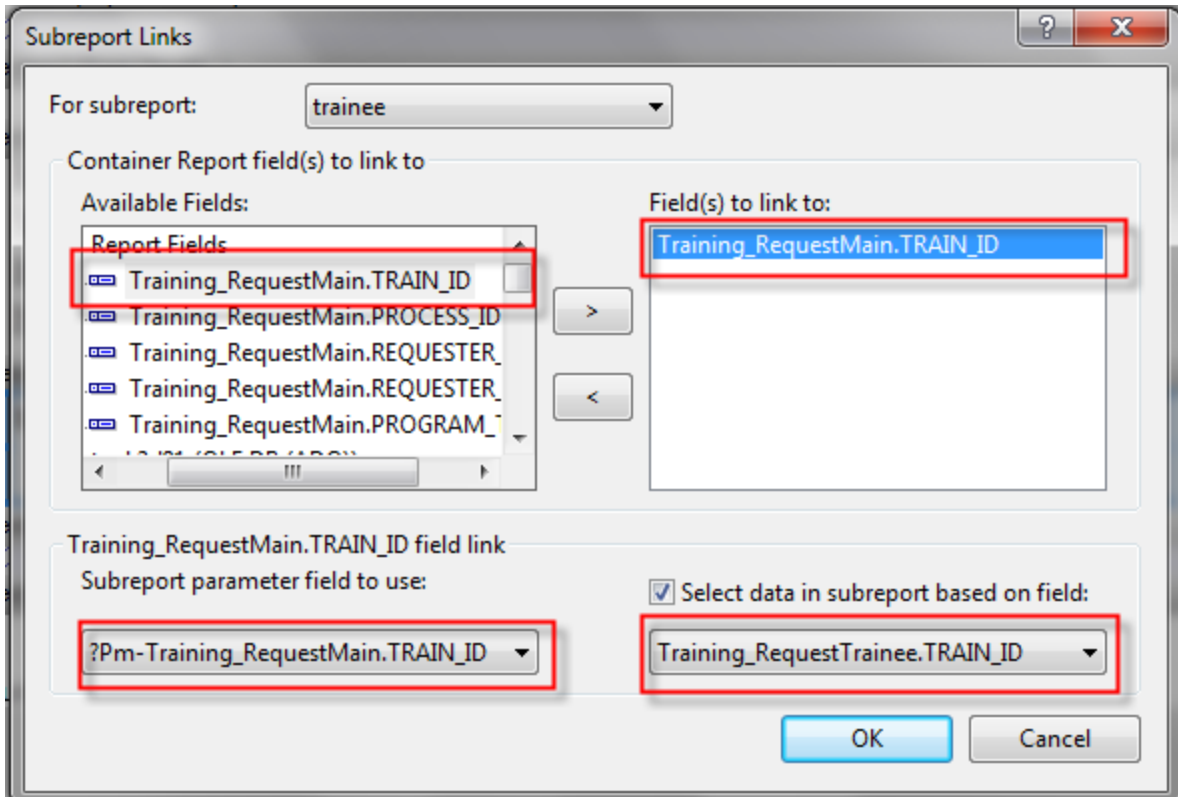 Subreport Links
For subreport:
trainee
Container Report field(s) to link to
Available Fields:
Report Fields
Training_RequestMain.TRAIN_ID
Training_RequestMain.PROCESS_ID
Training_RequestMain.REQUESTER_
Training_RequestMain.REQUESTER_
Training_RequestMain.PROGRAM_T
>
<
Field(s) to link to:
Training_RequestMain.TRAIN_ID
Training_RequestMain.TRAIN_ID field link
Subreport parameter field to use:
?Pm-Training_RequestMain.TRAIN_ID
Select data in subreport based on field:
Training_RequestTrainee.TRAIN_ID
OK
Cancel